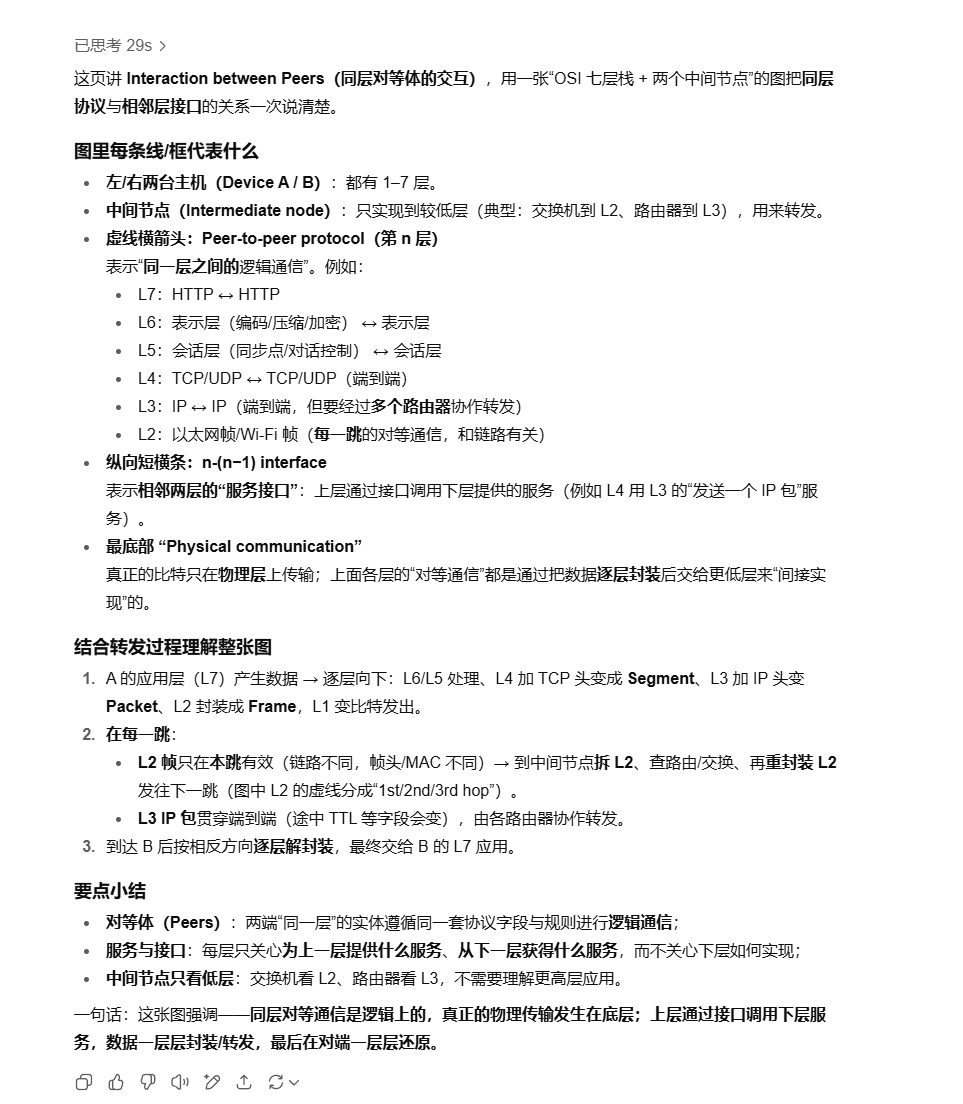 已思考 29s >
这页讲 Interaction between Peers（同层对等体的交互），用一张“OSI 七层栈 + 两个中间节点”的图把同层
协议与相邻层接口的关系一次说清楚。
图里每条线/框代表什么
• 左/右两台主机（Device A / B）：都有 1–7 层。
• 中间节点（Intermediate node）：只实现到较低层（典型：交换机到 L2、路由器到 L3），用来转发。
• 虚线横箭头：Peer-to-peer protocol（第 n 层）
表示“同一层之间的逻辑通信”。例如：
• L7：HTTP ↔ HTTP
• L6：表示层（编码/压缩/加密） ↔ 表示层
• L5：会话层（同步点/对话控制） ↔ 会话层
• L4：TCP/UDP ↔ TCP/UDP（端到端）
• L3：IP ↔ IP（端到端，但要经过多个路由器协作转发）
• L2：以太网帧/Wi-Fi 帧（每一跳的对等通信，和链路有关）
• 纵向短横条：n-(n−1) interface
表示相邻两层的“服务接口”：上层通过接口调用下层提供的服务（例如 L4 用 L3 的“发送一个 IP 包”服
务）。
• 最底部 “Physical communication”
真正的比特只在物理层上传输；上面各层的“对等通信”都是通过把数据逐层封装后交给更低层来“间接实
现”的。
结合转发过程理解整张图
1. A 的应用层（L7）产生数据 → 逐层向下：L6/L5 处理、L4 加 TCP 头变成 Segment、L3 加 IP 头变
Packet、L2 封装成 Frame，L1 变比特发出。
2. 在每一跳：
• L2 帧只在本跳有效（链路不同，帧头/MAC 不同）→ 到中间节点拆 L2、查路由/交换、再重封装 L2
发往下一跳（图中 L2 的虚线分成“1st/2nd/3rd hop”）。
• L3 IP 包贯穿端到端（途中 TTL 等字段会变），由各路由器协作转发。
3. 到达 B 后按相反方向逐层解封装，最终交给 B 的 L7 应用。
要点小结
• 对等体（Peers）：两端“同一层”的实体遵循同一套协议字段与规则进行逻辑通信；
• 服务与接口：每层只关心为上一层提供什么服务、从下一层获得什么服务，而不关心下层如何实现；
• 中间节点只看低层：交换机看 L2、路由器看 L3，不需要理解更高层应用。
一句话：这张图强调——同层对等通信是逻辑上的，真正的物理传输发生在底层；上层通过接口调用下层服
务，数据一层层封装/转发，最后在对端一层层还原。